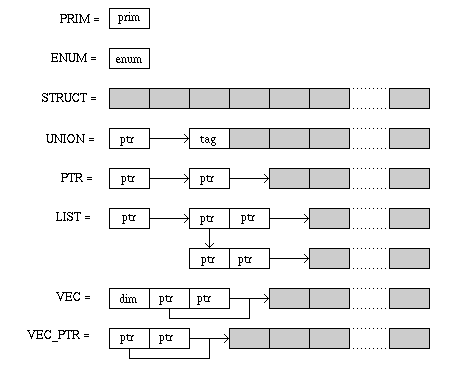 PRIM = prim
ENUM = enum
STRUCT =
UNION = ptr tag
PTR = ptr ptr
LIST = ptr ptr ptr
ptr ptr
VEC = dim ptr ptr
VEC_PTR = ptr ptr